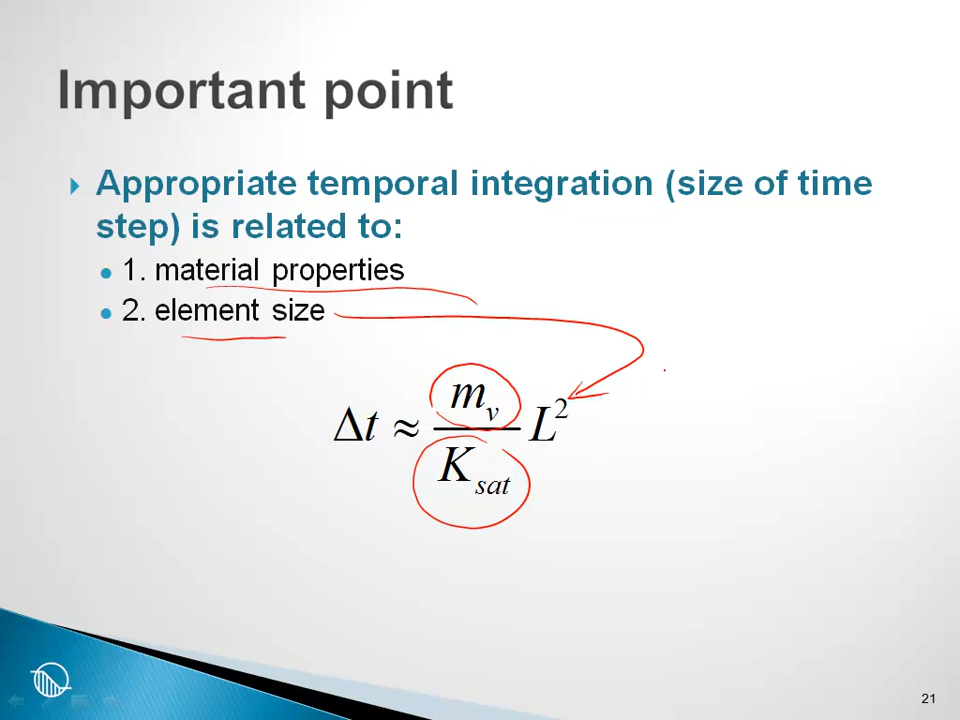 Important point
Appropriate temporal integration (size of time
step) is related to:
1. material properties
2. element size
Δt ≈ m_v / K_sat L²
21